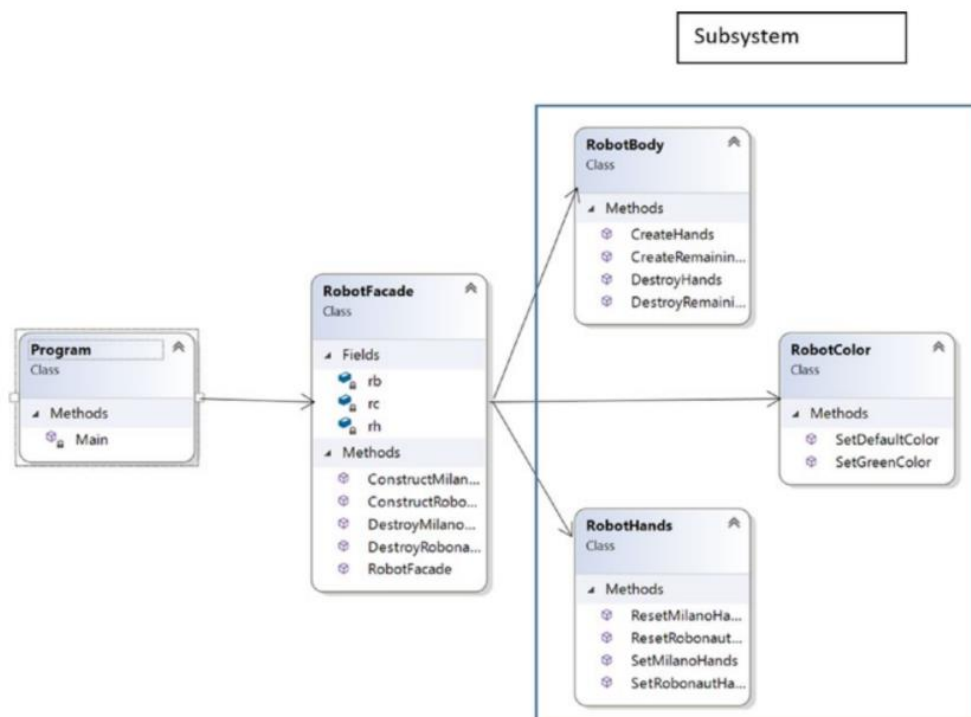 Subsystem
Program
Class
Methods
Main
RobotFacade
Class
Fields
rb
rc
rh
Methods
ConstructMilan...
ConstructRobo...
DestroyMilano...
DestroyRobona...
RobotFacade
RobotBody
Class
Methods
CreateHands
CreateRemainin...
DestroyHands
DestroyRemaini...
RobotColor
Class
Methods
SetDefaultColor
SetGreenColor
RobotHands
Class
Methods
ResetMilanoHa...
ResetRobonaut...
SetMilanoHands
SetRobonautHa...